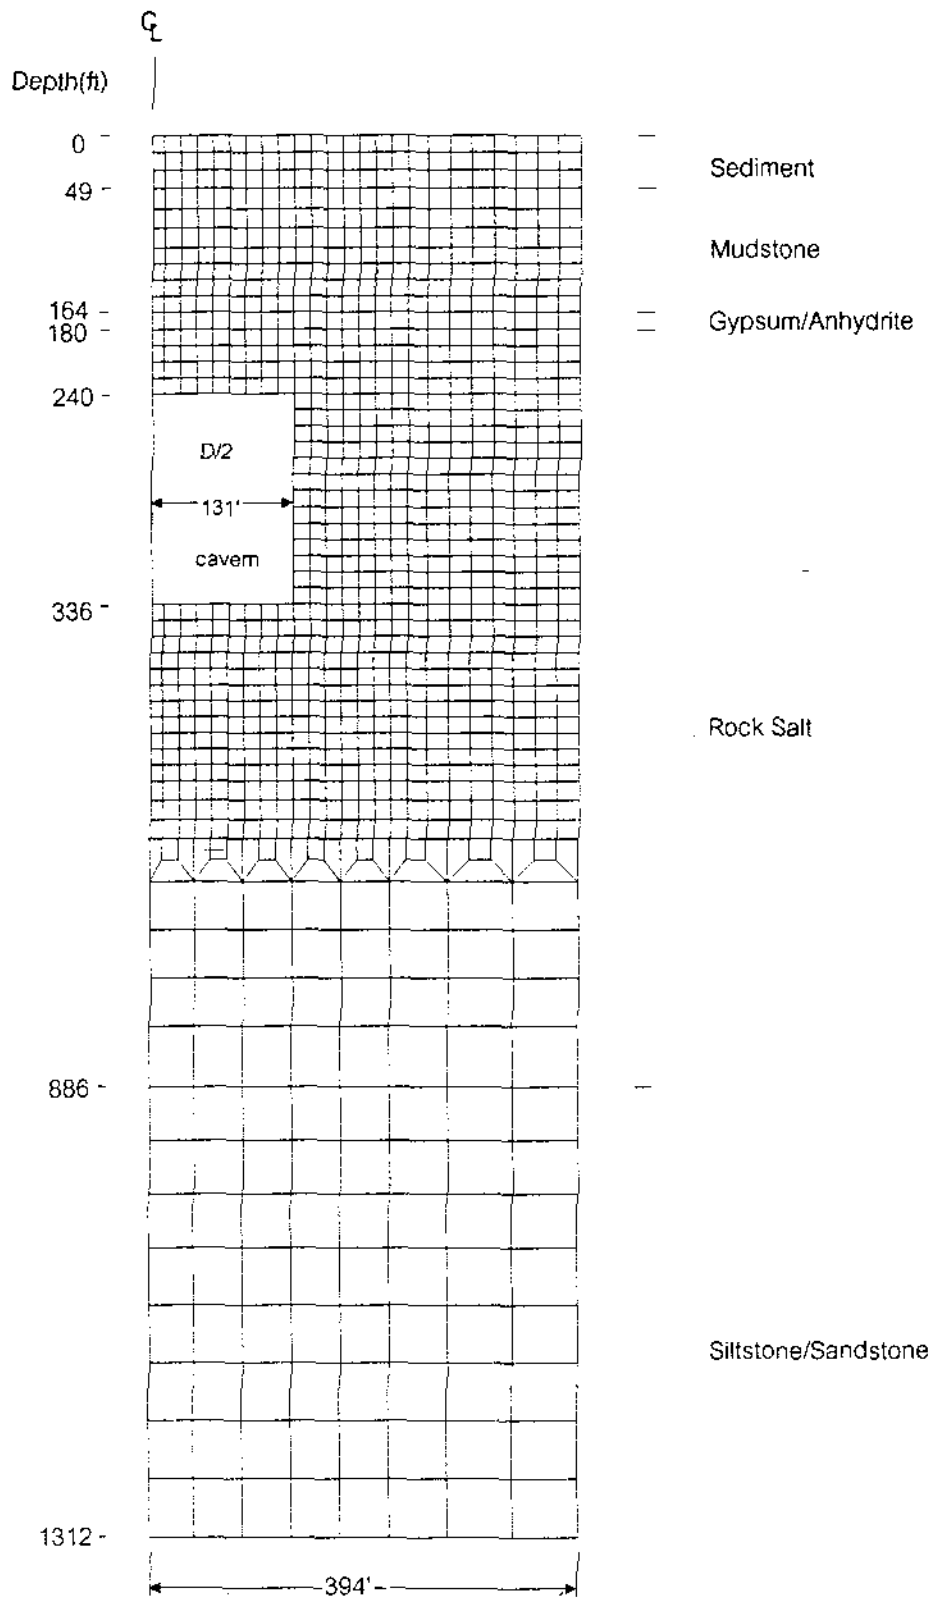 ℄
Depth(ft)
0
Sediment
49
Mudstone
164
Gypsum/Anhydrite
180
240
D/2
131'
cavern
336
Rock Salt
886
Siltstone/Sandstone
1312
394'